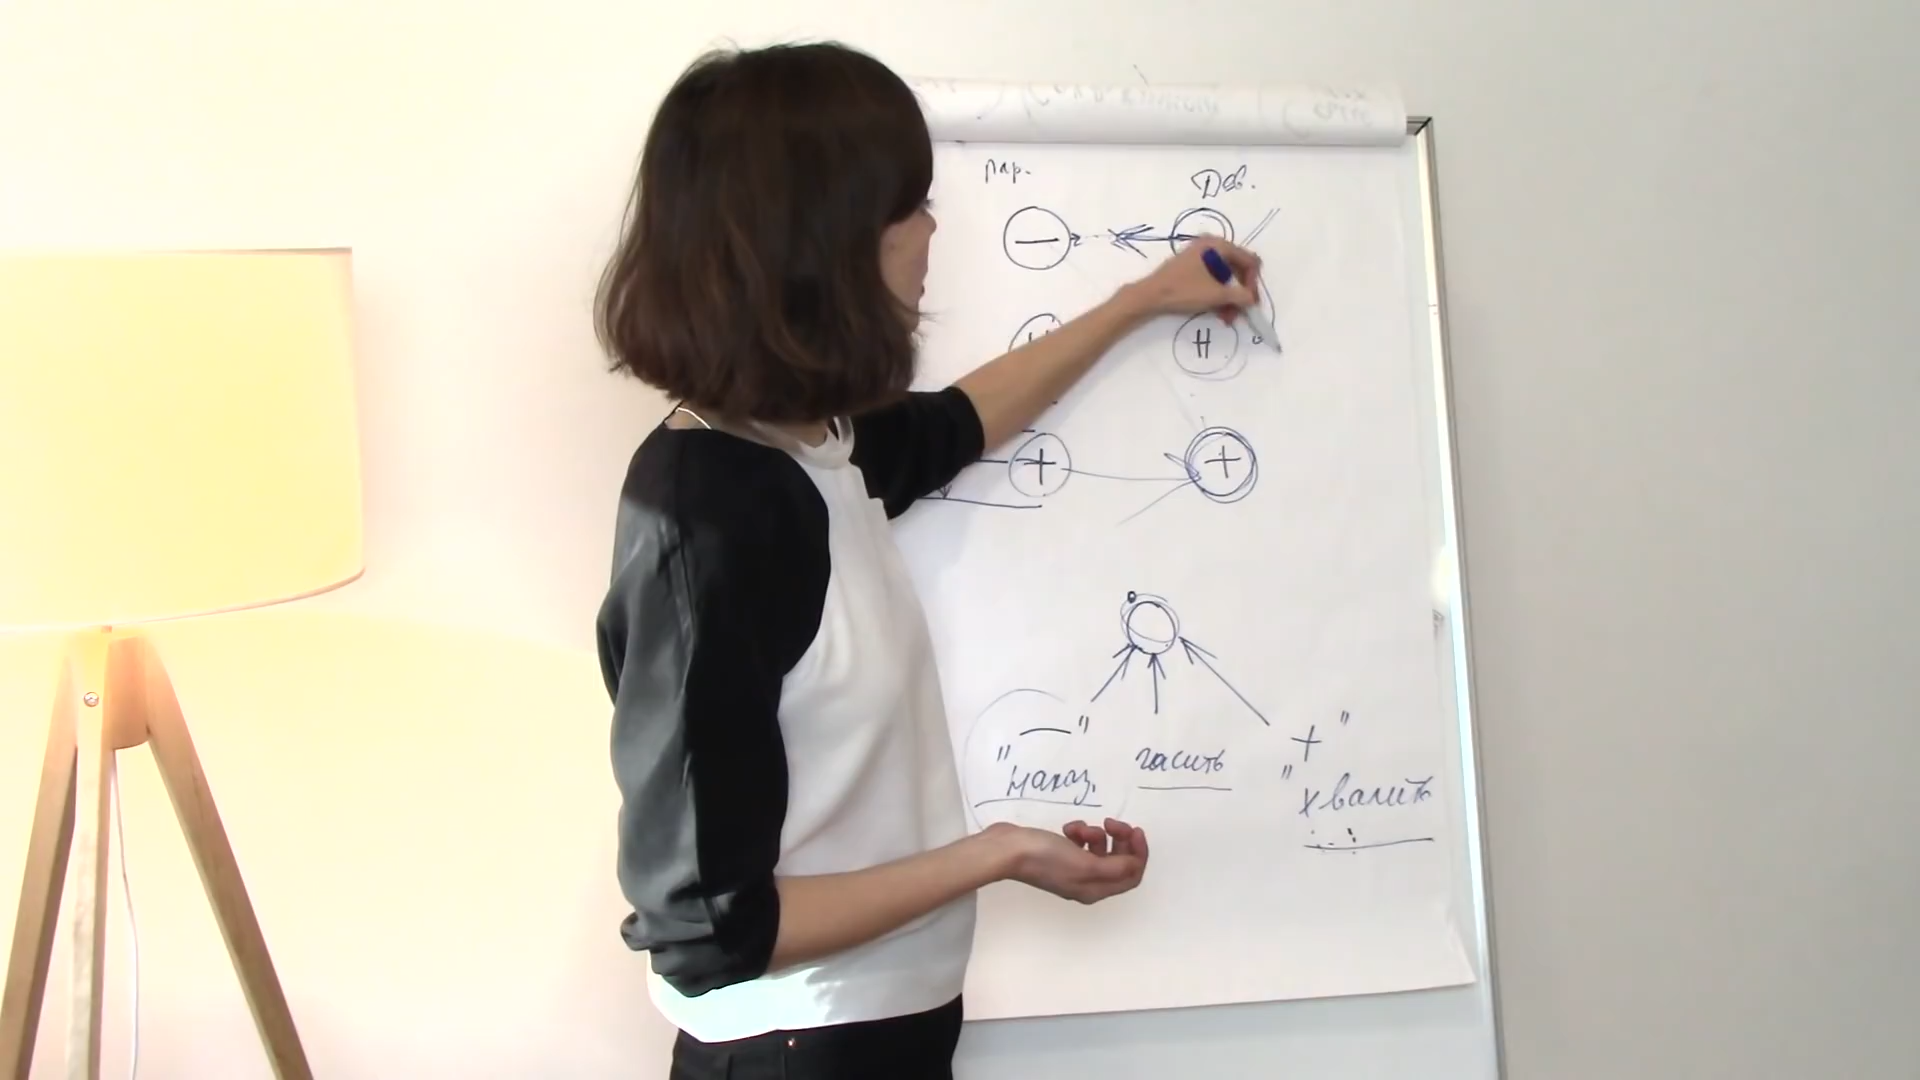 пар. Дев.
−
Н
+ +
" — " + "
"наказ. гасить "хвалить